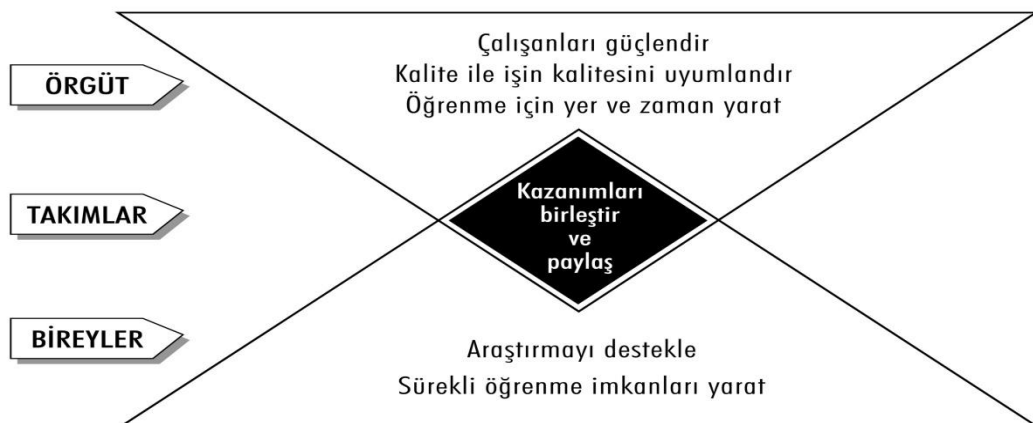 Çalışanları güçlendir
Kalite ile işin kalitesini uyumlandır
Öğrenme için yer ve zaman yarat
ÖRGÜT
Kazanımları
birleştir
ve
paylaş
TAKIMLAR
Araştırmayı destekle
Sürekli öğrenme imkanları yarat
BİREYLER